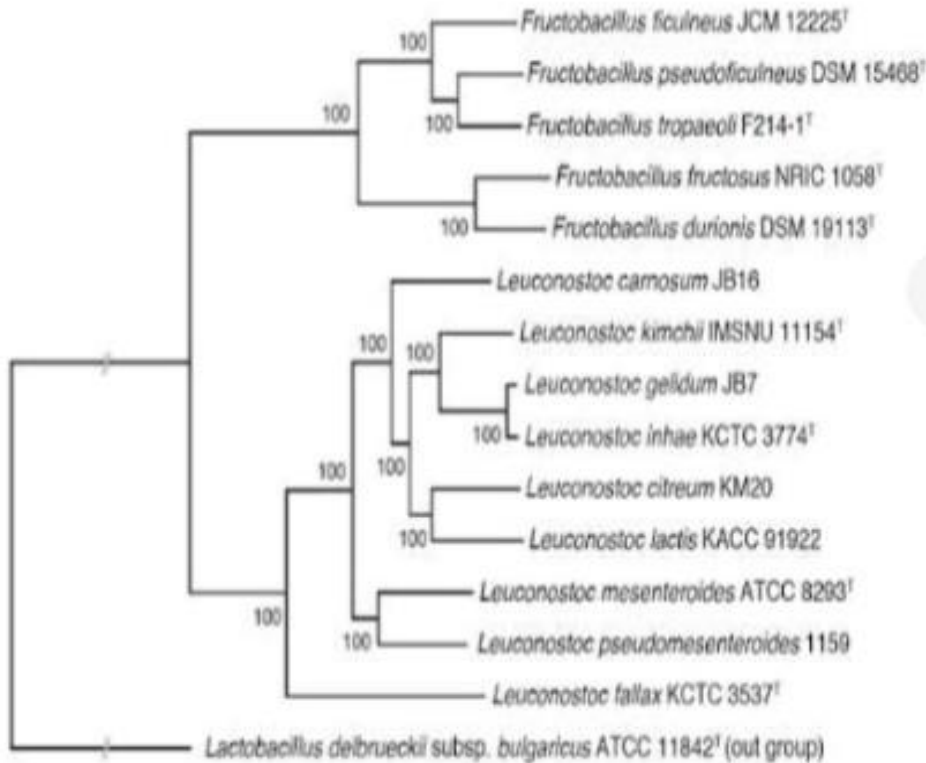 Fructobacillus ficulneus JCM 12225ᵀ
100
Fructobacillus pseudoficulneus DSM 15468ᵀ
100
Fructobacillus tropaeoli F214-1ᵀ
100
Fructobacillus fructosus NRIC 1058ᵀ
100
Fructobacillus durionis DSM 19113ᵀ
Leuconostoc carnosum JB16
Leuconostoc kimchii IMSNU 11154ᵀ
100
100
Leuconostoc gelidum JB7
100
Leuconostoc inhae KCTC 3774ᵀ
100
100
Leuconostoc citreum KM20
100
Leuconostoc lactis KACC 91922
Leuconostoc mesenteroides ATCC 8293ᵀ
100
100
Leuconostoc pseudomesenteroides 1159
Leuconostoc fallax KCTC 3537ᵀ
Lactobacillus delbrueckii subsp. bulgaricus ATCC 11842ᵀ (out group)